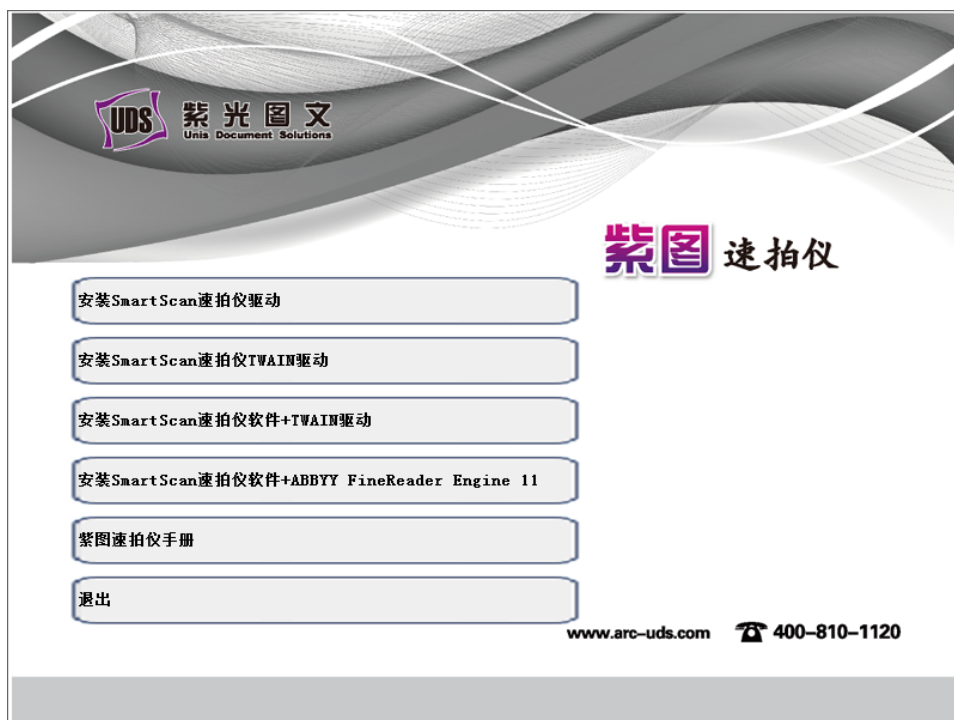 UDS 紫光图文
Unis Document Solutions
紫图 速拍仪
安装SmartScan速拍仪驱动
安装SmartScan速拍仪TWAIN驱动
安装SmartScan速拍仪软件+TWAIN驱动
安装SmartScan速拍仪软件+ABBYY FineReader Engine 11
紫图速拍仪手册
退出
www.arc-uds.com ☎ 400-810-1120